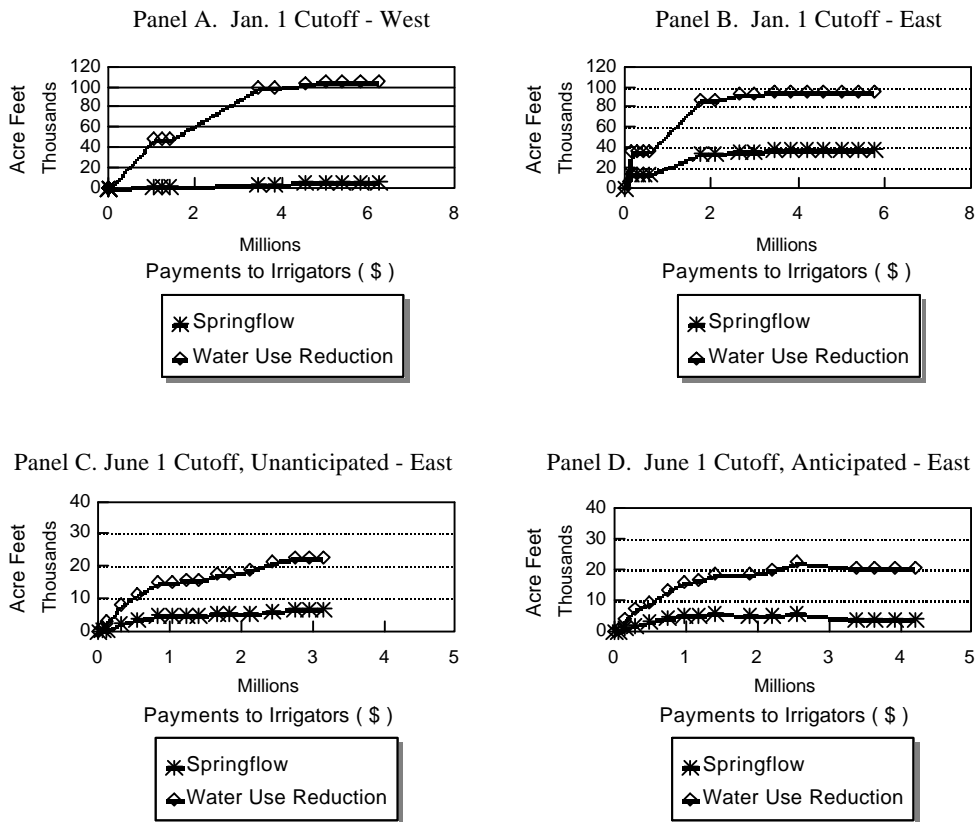 Panel A. Jan. 1 Cutoff - West
120
100
80
60
40
20
0
Acre Feet
Thousands
0 2 4 6 8
Millions
Payments to Irrigators ( $ )
Springflow
Water Use Reduction
Panel B. Jan. 1 Cutoff - East
120
100
80
60
40
20
0
Acre Feet
Thousands
0 2 4 6 8
Millions
Payments to Irrigators ( $ )
Springflow
Water Use Reduction
Panel C. June 1 Cutoff, Unanticipated - East
40
30
20
10
0
Acre Feet
Thousands
0 1 2 3 4 5
Millions
Payments to Irrigators ( $ )
Springflow
Water Use Reduction
Panel D. June 1 Cutoff, Anticipated - East
40
30
20
10
0
Acre Feet
Thousands
0 1 2 3 4 5
Millions
Payments to Irrigators ( $ )
Springflow
Water Use Reduction